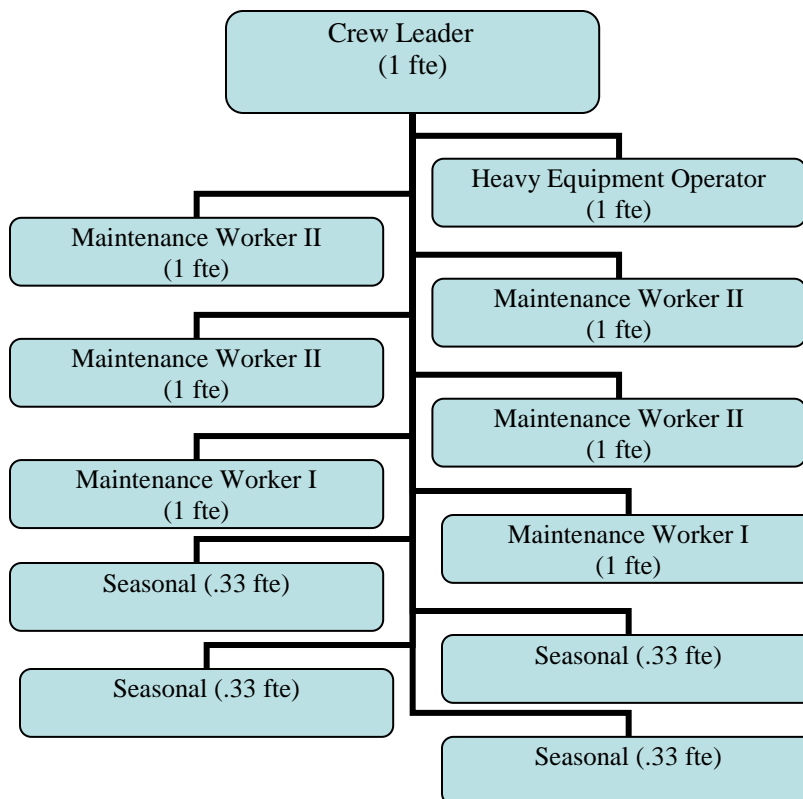 Crew Leader
(1 fte)
Heavy Equipment Operator
(1 fte)
Maintenance Worker II
(1 fte)
Maintenance Worker II
(1 fte)
Maintenance Worker II
(1 fte)
Maintenance Worker II
(1 fte)
Maintenance Worker I
(1 fte)
Maintenance Worker I
(1 fte)
Seasonal (.33 fte)
Seasonal (.33 fte)
Seasonal (.33 fte)
Seasonal (.33 fte)